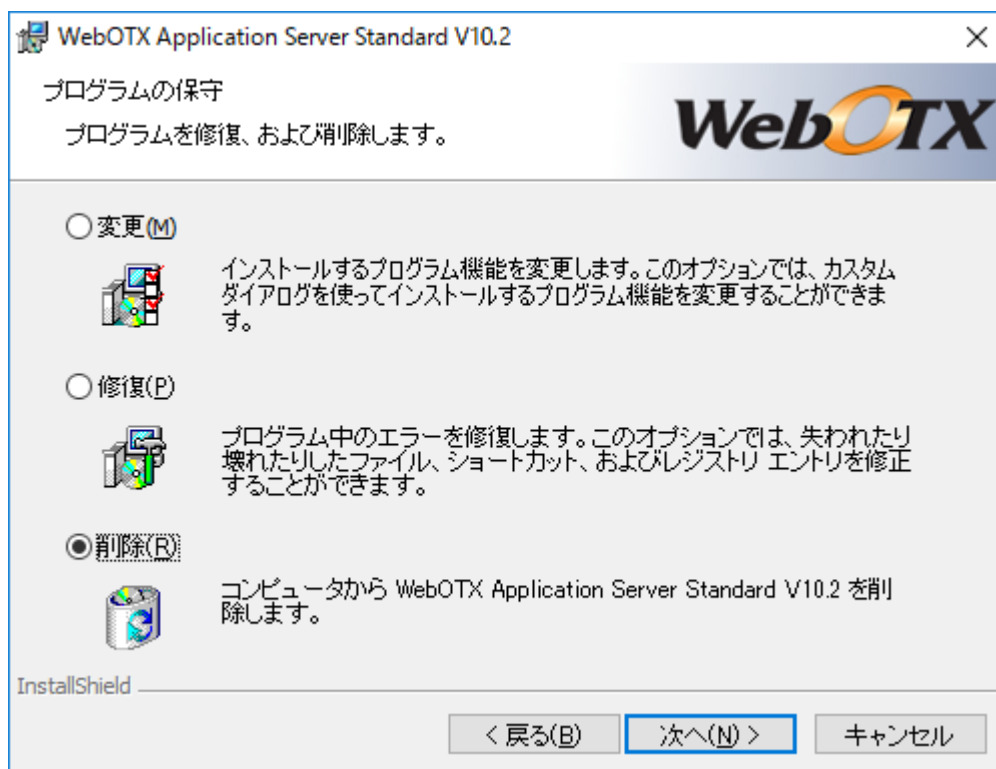 WebOTX Application Server Standard V10.2
プログラムの保守
プログラムを修復、および削除します。
WebOTX
変更(M)
インストールするプログラム機能を変更します。このオプションでは、カスタム
ダイアログを使ってインストールするプログラム機能を変更することができま
す。
修復(P)
プログラム中のエラーを修復します。このオプションでは、失われたり
壊れたりしたファイル、ショートカット、およびレジストリ エントリを修正
することができます。
削除(R)
コンピュータから WebOTX Application Server Standard V10.2 を削
除します。
InstallShield
< 戻る(B)
次へ(N) >
キャンセル